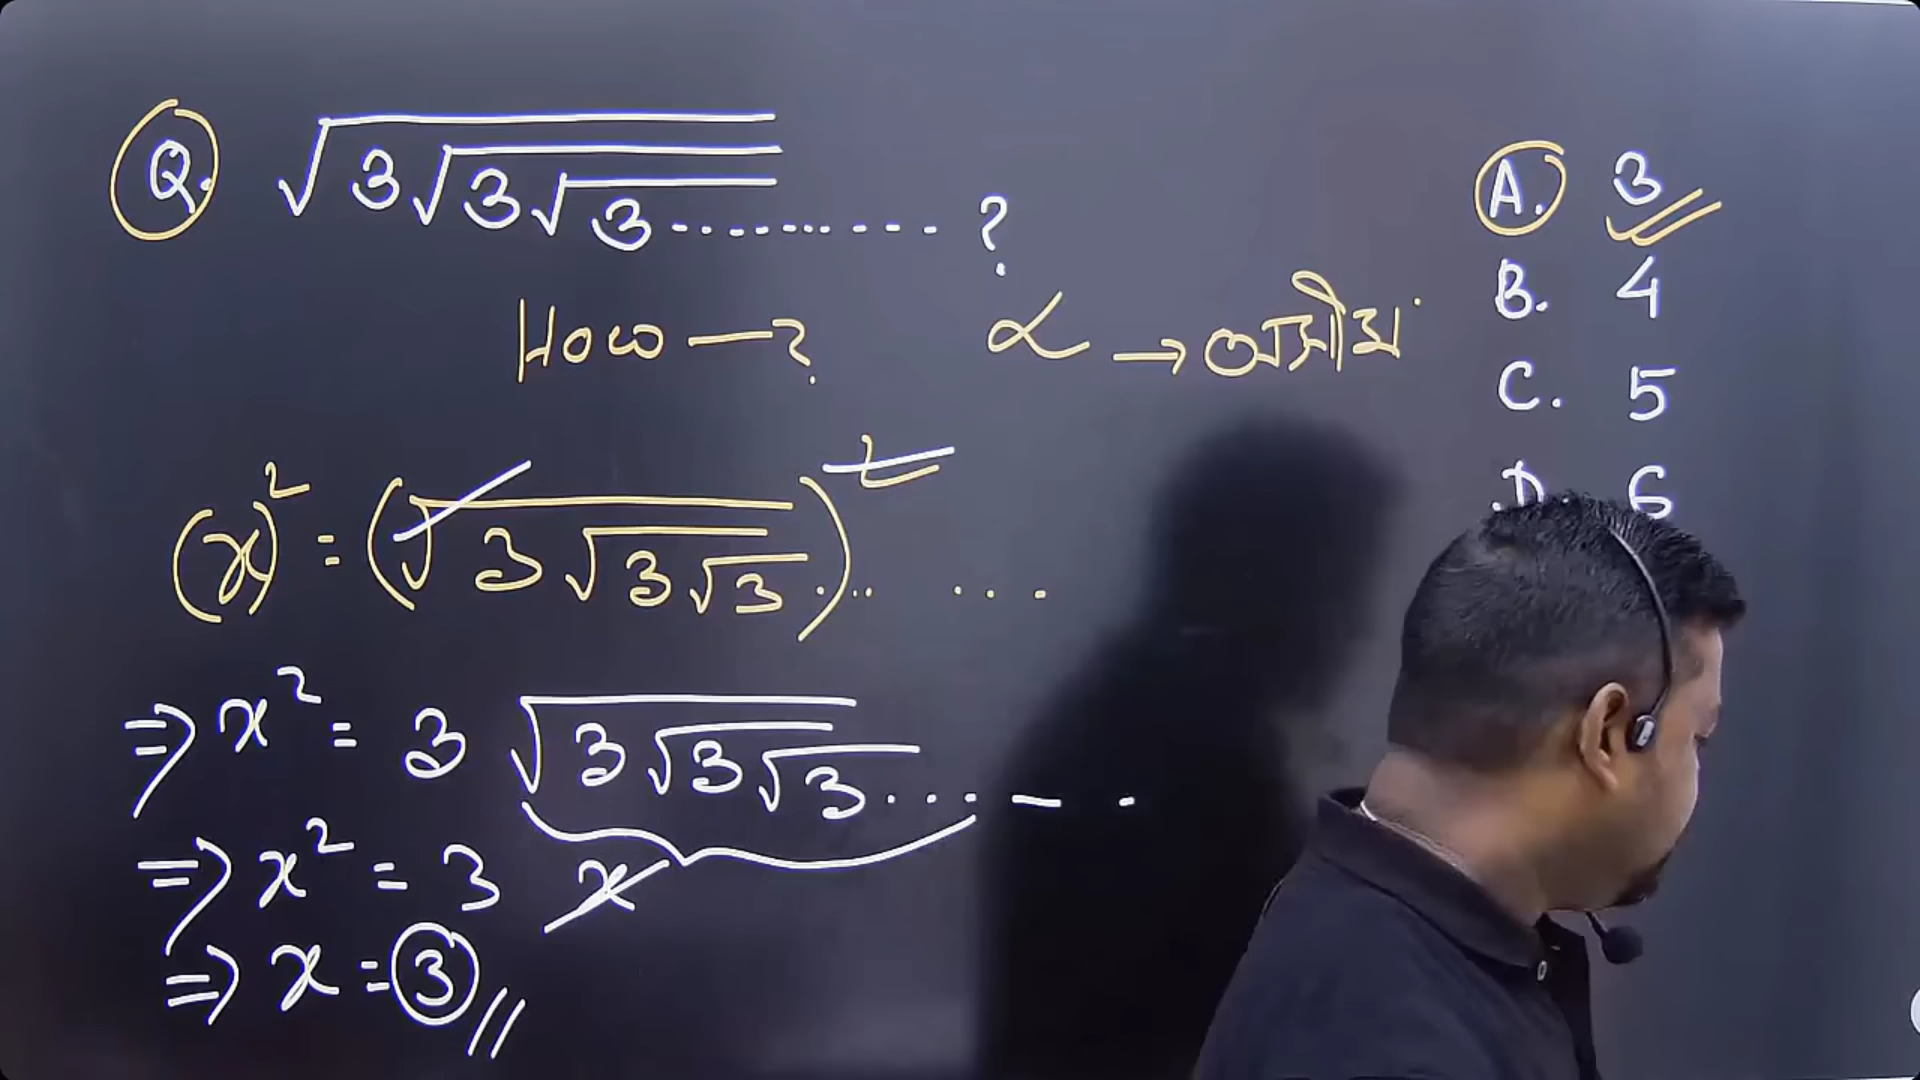 Q. √3√3√3.......... ?
A. 3
B. 4
C. 5
D. 6
How — ?
∝ → অসীম
(x)² = (√3√3√3...)² ...
⇒ x² = 3 √3√3√3... — -
⇒ x² = 3 x
⇒ x = 3 //